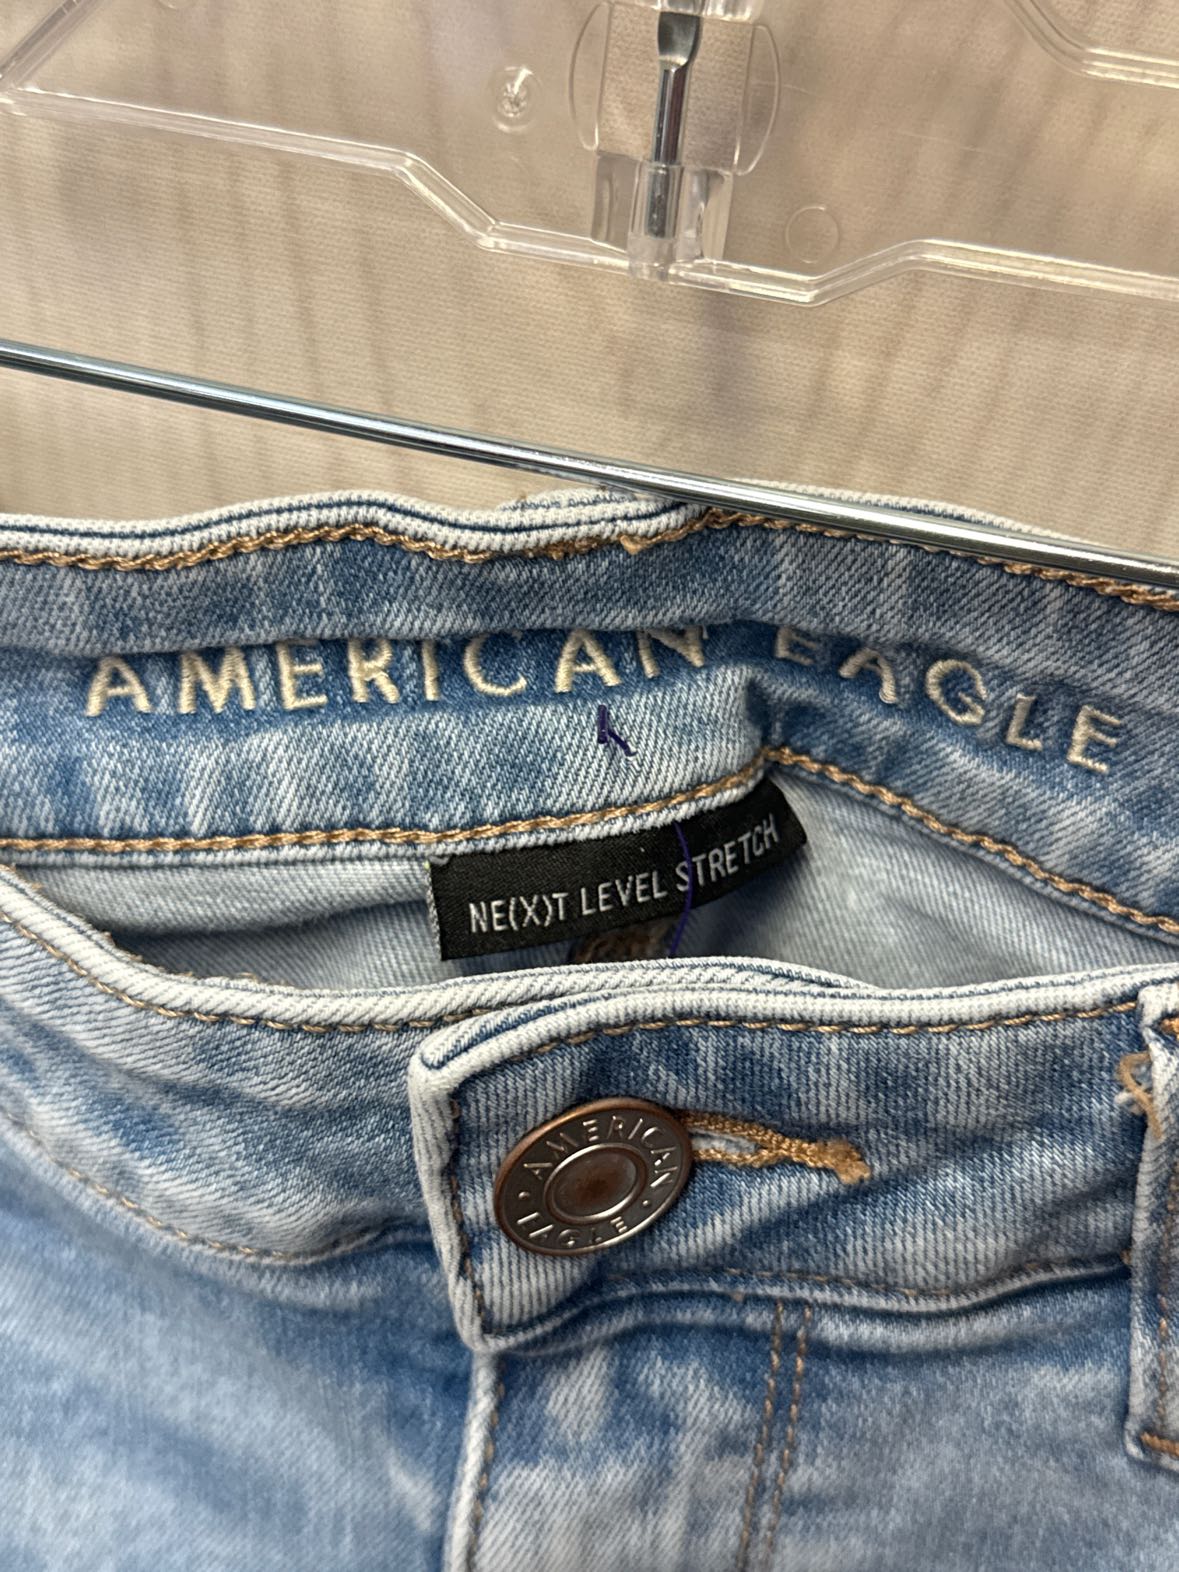 AMERICAN EAGLE
NE(X)T LEVEL STRETCH
AMERICAN
EAGLE